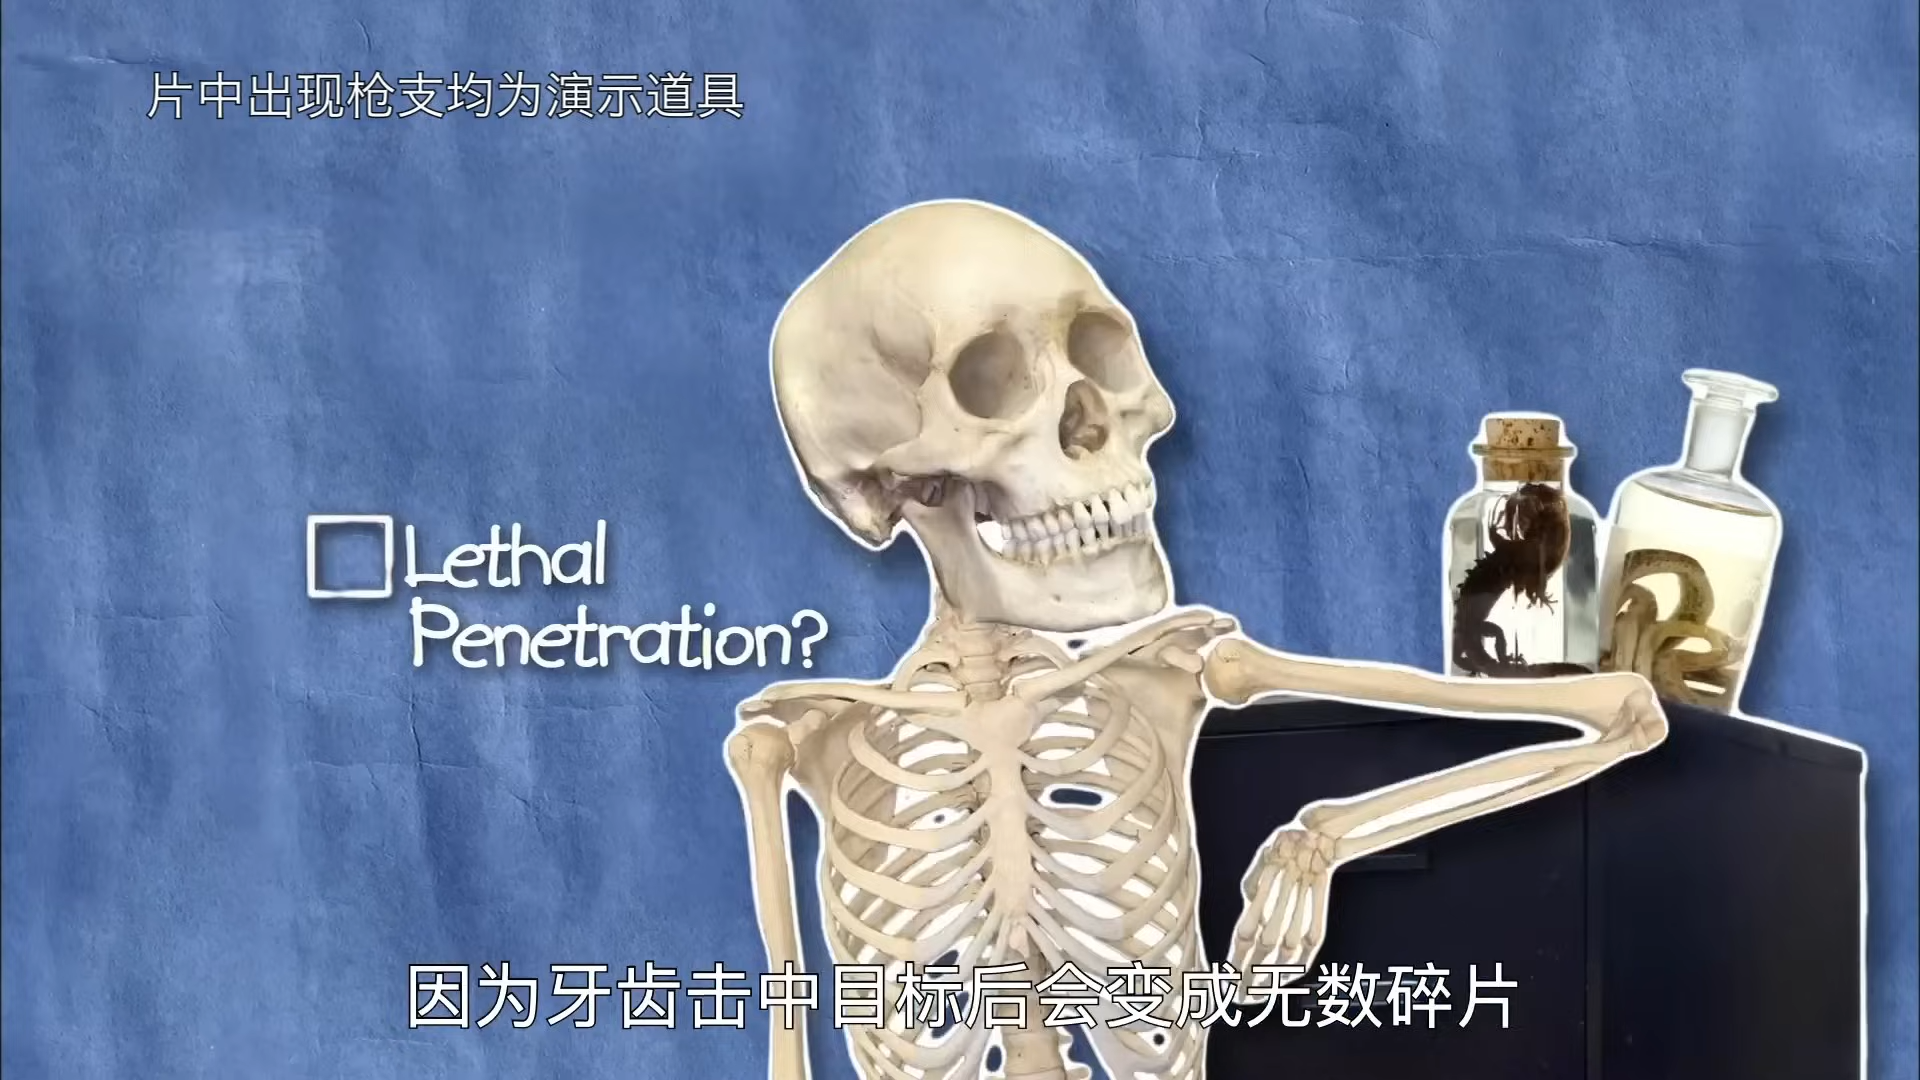 片中出现枪支均为演示道具
Lethal
Penetration?
因为牙齿击中目标后会变成无数碎片